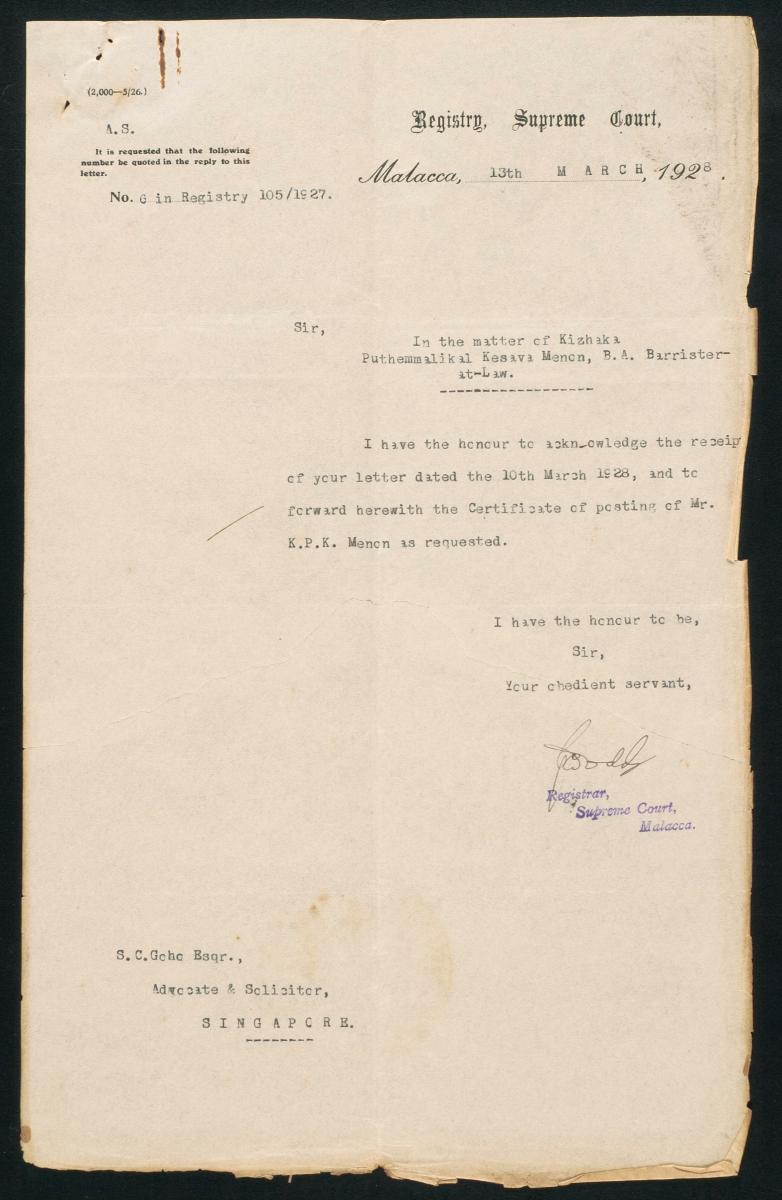 (2,000—5/26.)
A.S.
It is requested that the following
number be quoted in the reply to this
letter.
No. 6 in Registry 105/1927.
Registry, Supreme Court,
Malacca, 13th MARCH, 1928.
Sir,
In the matter of Kizhaka
Puthemmalikal Kesava Menon, B.A. Barrister-
at-Law.
I have the honour to acknowledge the receip
of your letter dated the 10th March 1928, and to
forward herewith the Certificate of posting of Mr.
K.P.K. Menon as requested.
I have the honour to be,
Sir,
Your obedient servant,
Registrar,
Supreme Court,
Malacca.
S.C.Goho Esqr.,
Advocate & Solicitor,
SINGAPORE.